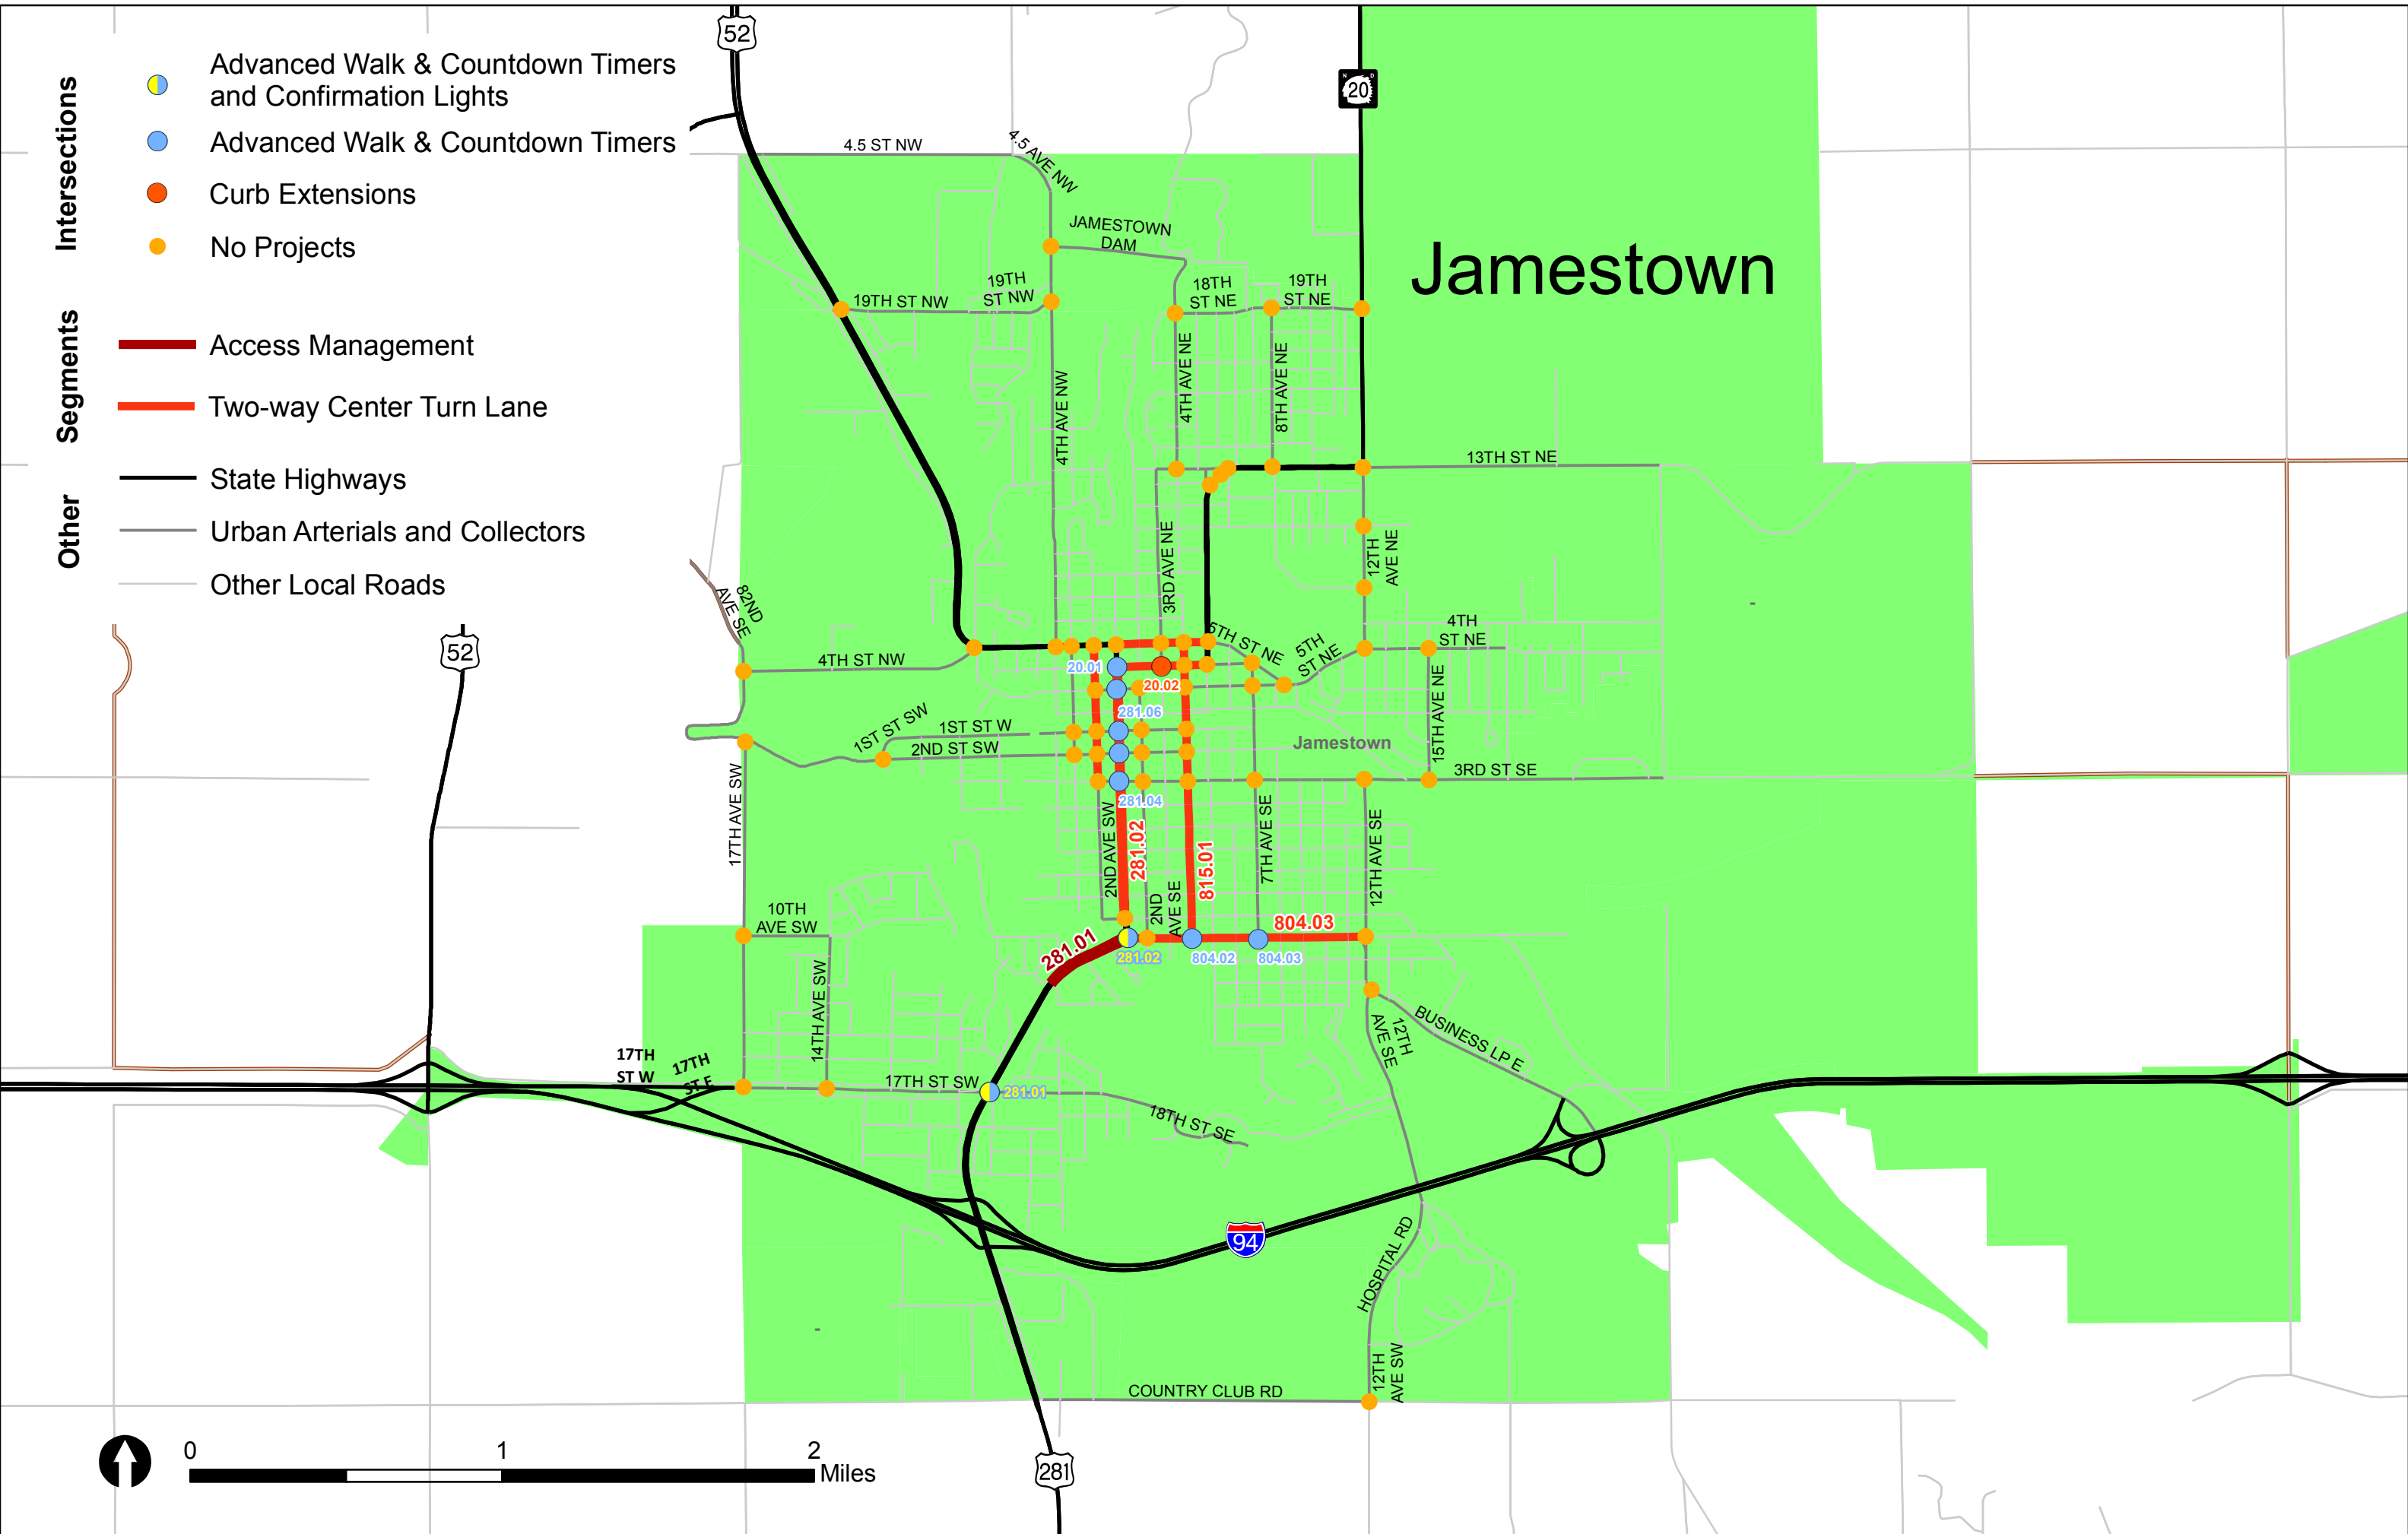 52
N D
20
Intersections
Advanced Walk & Countdown Timers
and Confirmation Lights
Advanced Walk & Countdown Timers
Curb Extensions
No Projects
Segments
Access Management
Two-way Center Turn Lane
Other
State Highways
Urban Arterials and Collectors
Other Local Roads
4.5 ST NW
4.5 AVE NW
JAMESTOWN
DAM
Jamestown
19TH ST NW
19TH
ST NW
18TH
ST NE
19TH
ST NE
4TH AVE NW
4TH AVE NE
8TH AVE NE
13TH ST NE
3RD AVE NE
12TH
AVE NE
82ND
AVE SE
52
4TH ST NW
5TH ST NE
5TH
ST NE
4TH
ST NE
20.01
20.02
281.06
1ST ST SW
1ST ST W
2ND ST SW
Jamestown
15TH AVE NE
3RD ST SE
17TH AVE SW
281.04
2ND AVE SW
281.02
815.01
7TH AVE SE
12TH AVE SE
2ND
AVE SE
10TH
AVE SW
804.03
281.01
281.02
804.02
804.03
14TH AVE SW
12TH
AVE SE
BUSINESS LP E
17TH
ST W
17TH
ST E
17TH ST SW
281.01
18TH ST SE
94
HOSPITAL RD
12TH
AVE SW
COUNTRY CLUB RD
0 1 2
Miles
281